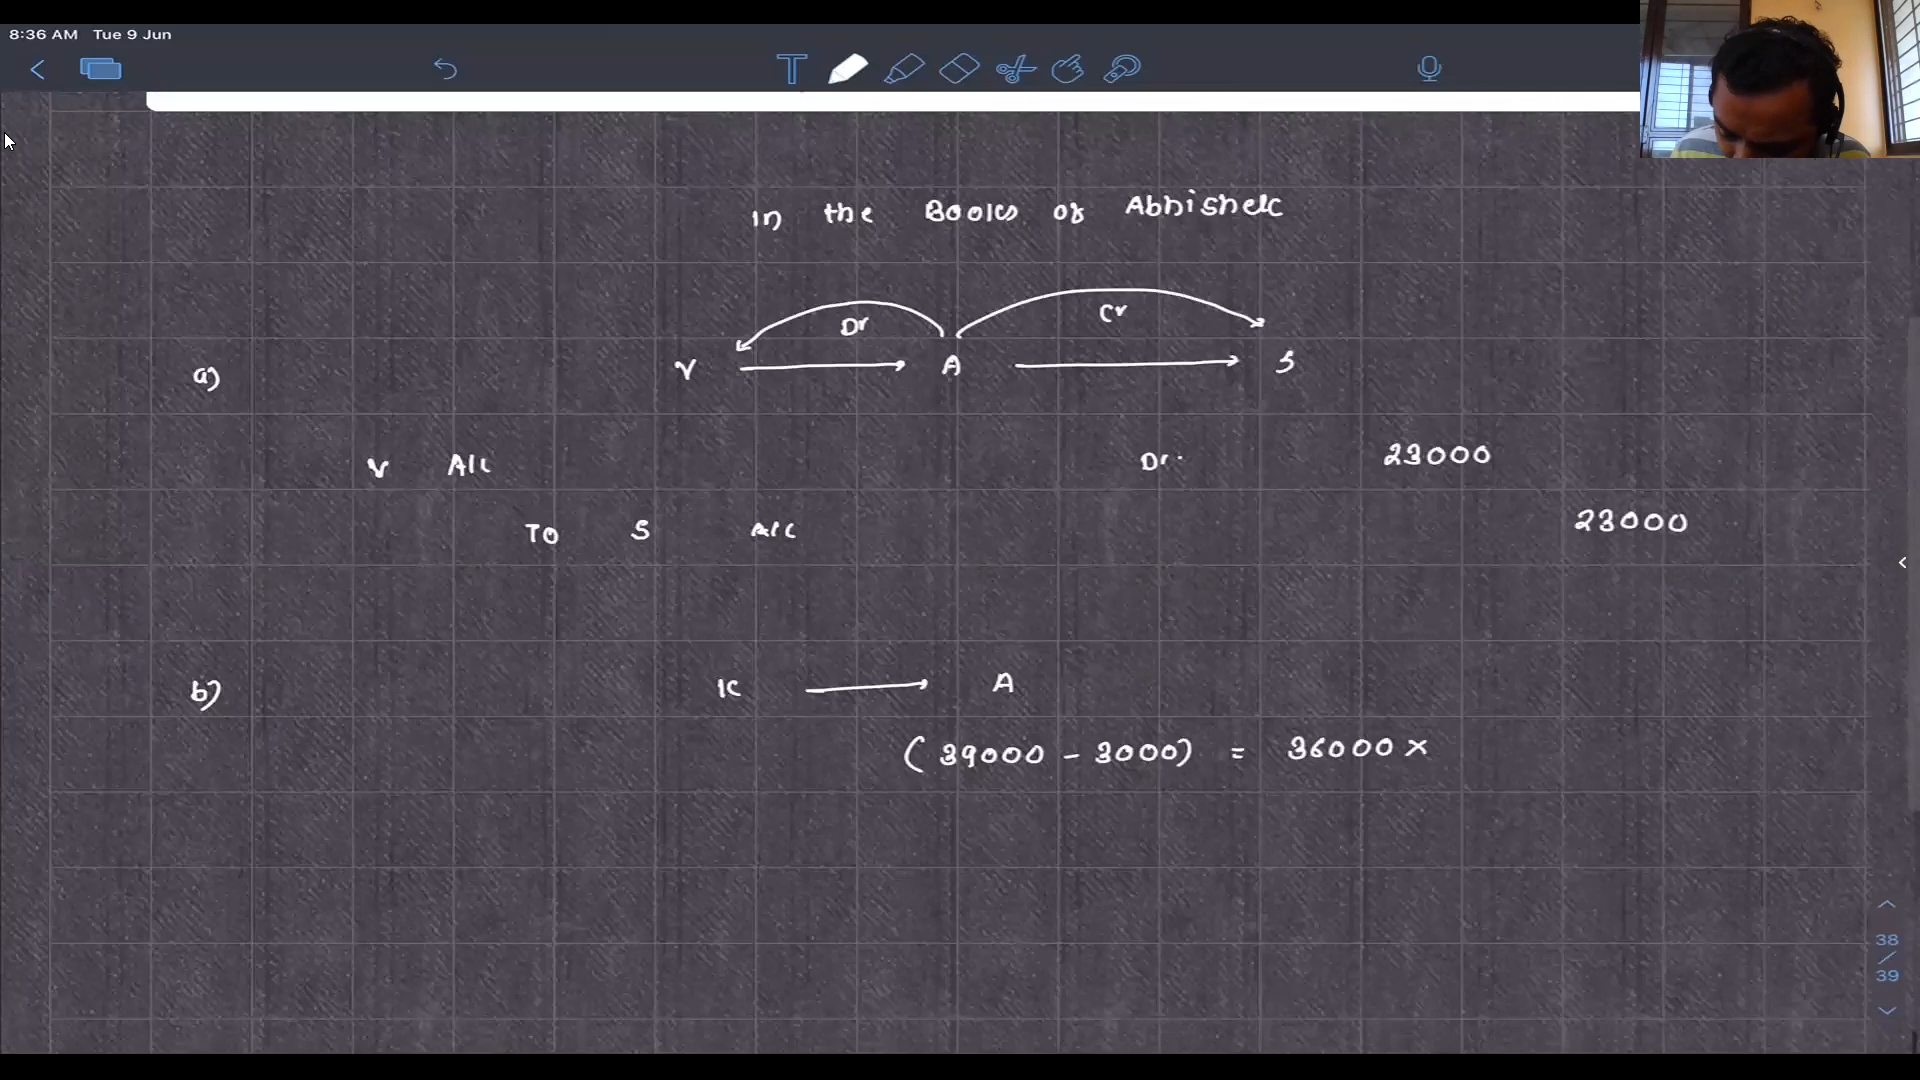 8:36 AM Tue 9 Jun
In the Books of Abhishek
Dr Cr
a) V A S
V A/c Dr. 23000
To S A/c 23000
b) K A
(39000 - 3000) = 36000 ×
38
/
39